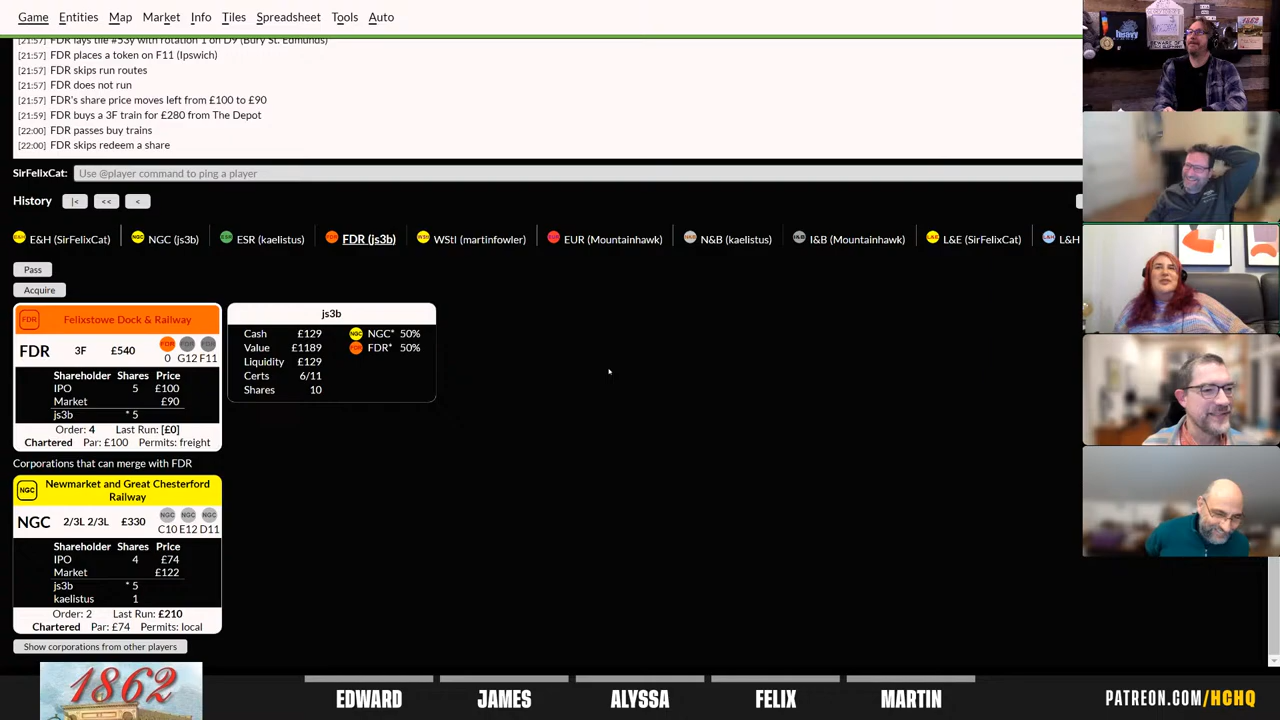 Game Entities Map Market Info Tiles Spreadsheet Tools Auto
[21:57] FDR lays tile #53y with rotation 1 on D9 (Bury St. Edmunds)
[21:57] FDR places a token on F11 (Ipswich)
[21:57] FDR skips run routes
[21:57] FDR does not run
[21:57] FDR's share price moves left from £100 to £90
[21:59] FDR buys a 3F train for £280 from The Depot
[22:00] FDR passes buy trains
[22:00] FDR skips redeem a share
SirFelixCat: Use @player command to ping a player
History |< << <
E&H (SirFelixCat) NGC (js3b) ESR (kaelistus) FDR (js3b) WStI (martinfowler) EUR (Mountainhawk) N&B (kaelistus) I&B (Mountainhawk) L&E (SirFelixCat) L&H
Pass
Acquire
FDR Felixstowe Dock & Railway
FDR 3F £540 0 G12 F11
Shareholder Shares Price
IPO 5 £100
Market £90
js3b * 5
Order: 4 Last Run: [£0]
Chartered Par: £100 Permits: freight
js3b
Cash £129 NGC* 50%
Value £1189 FDR* 50%
Liquidity £129
Certs 6/11
Shares 10
Corporations that can merge with FDR
NGC Newmarket and Great Chesterford
Railway
NGC 2/3L 2/3L £330 C10 E12 D11
Shareholder Shares Price
IPO 4 £74
Market £122
js3b * 5
kaelistus 1
Order: 2 Last Run: £210
Chartered Par: £74 Permits: local
Show corporations from other players
1862
EDWARD JAMES ALYSSA FELIX MARTIN
PATREON.COM/HCHQ